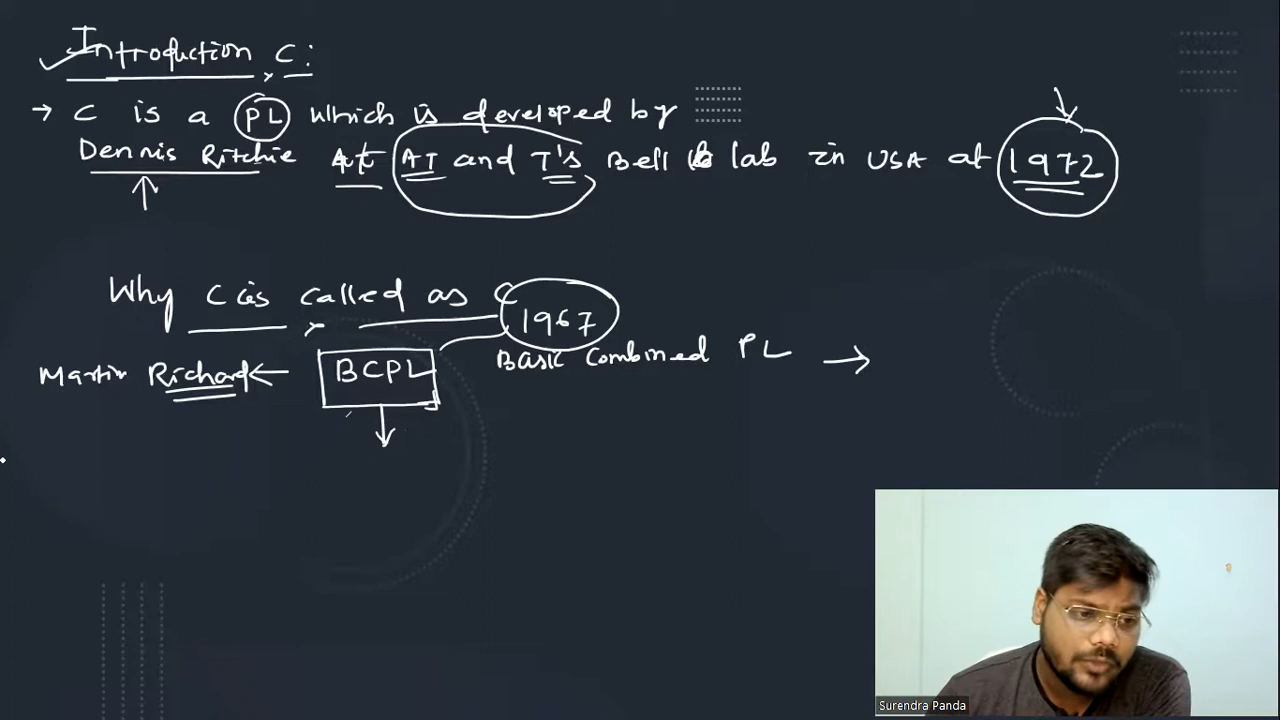 Introduction C:
→ C is a PL which is developed by
Dennis Ritchie At AT and T's Bell lab in USA at 1972
Why C is called as C
1967
Martin Richard ← BCPL Basic Combined PL →
Surendra Panda